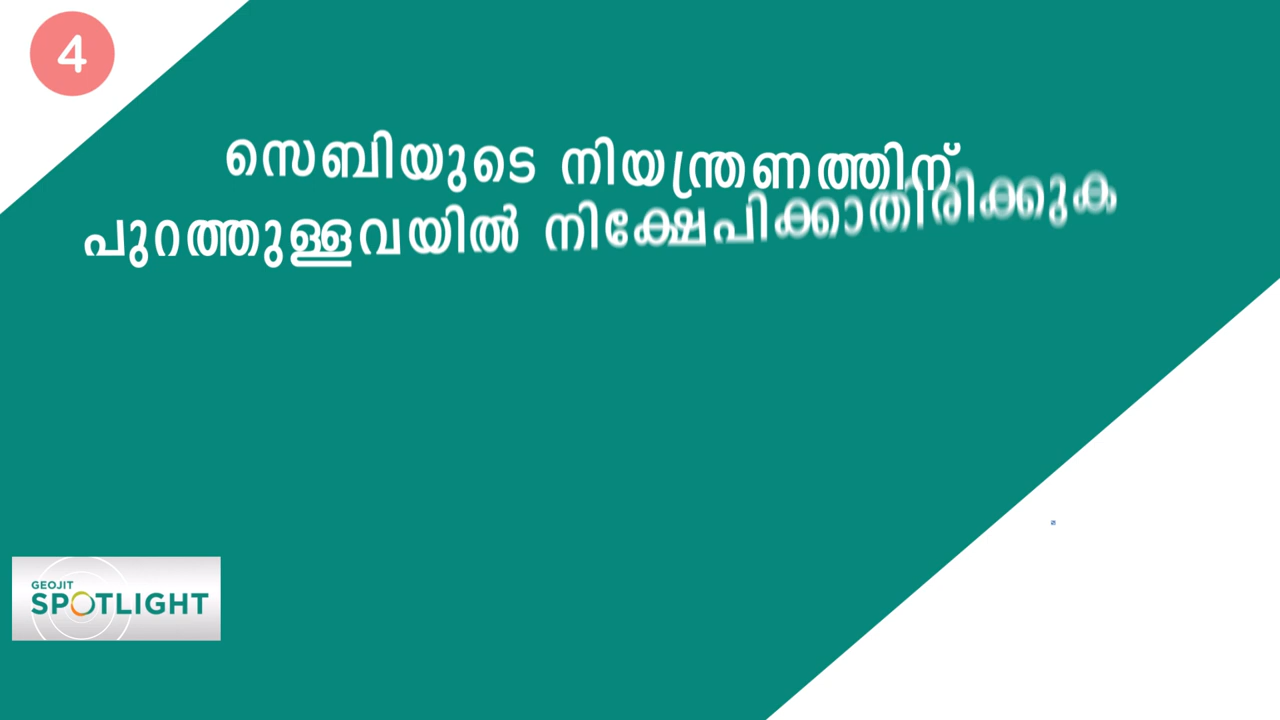 4
സെബിയുടെ നിയന്ത്രണത്തിന്
പുറത്തുള്ളവയിൽ നിക്ഷേപിക്കാതിരിക്കുക
GEOJIT
SPOTLIGHT